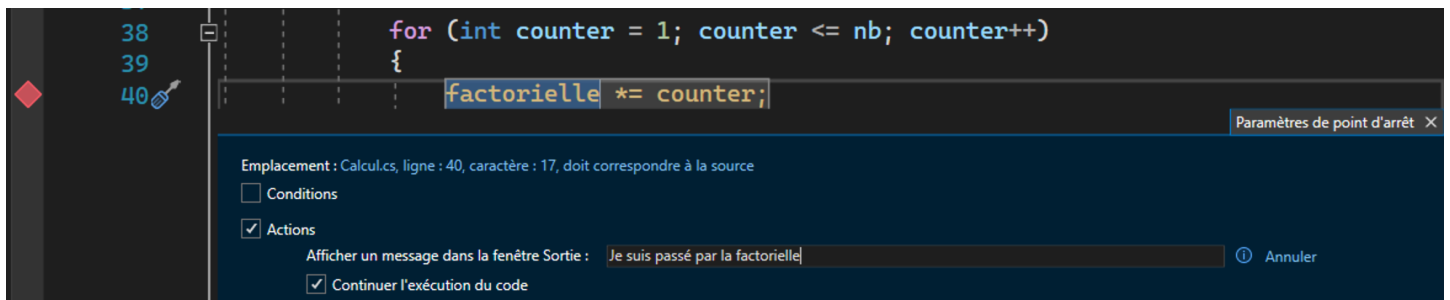 38 for (int counter = 1; counter <= nb; counter++)
39 {
40 factorielle *= counter;
Paramètres de point d'arrêt
Emplacement : Calcul.cs, ligne : 40, caractère : 17, doit correspondre à la source
Conditions
Actions
Afficher un message dans la fenêtre Sortie : Je suis passé par la factorielle Annuler
Continuer l'exécution du code